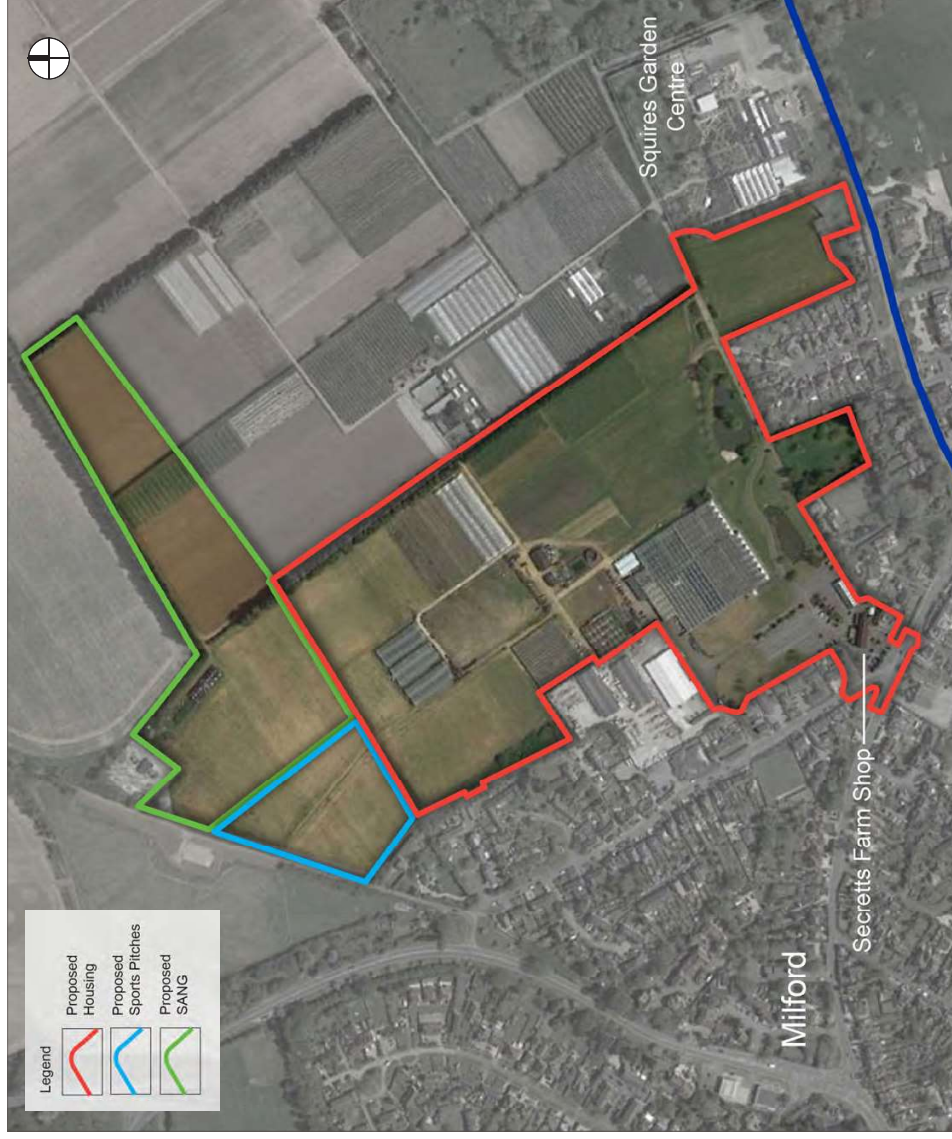 Legend
Proposed
Housing
Proposed
Sports Pitches
Proposed
SANG
Squires Garden
Centre
Secretts Farm Shop
Milford